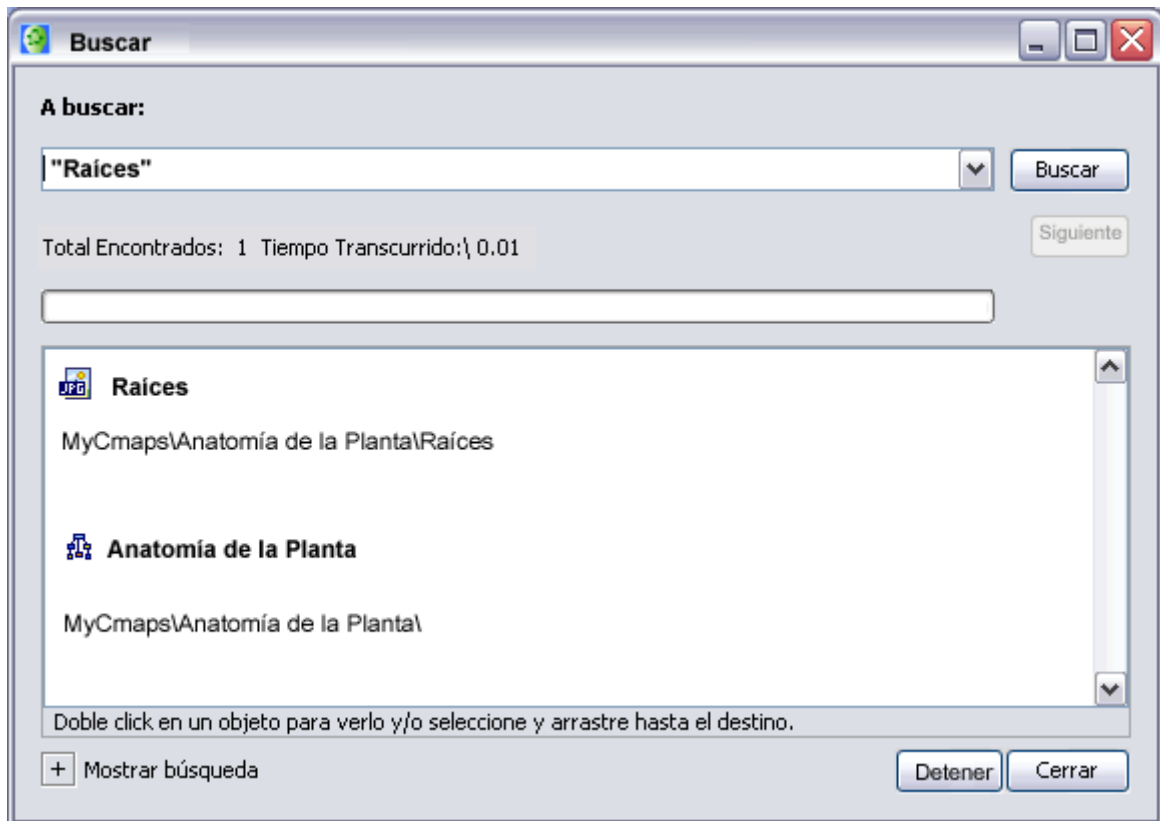 Buscar
A buscar:
"Raíces"
Buscar
Siguiente
Total Encontrados: 1 Tiempo Transcurrido:\ 0.01
JPG
Raíces
MyCmaps\Anatomía de la Planta\Raíces
Anatomía de la Planta
MyCmaps\Anatomía de la Planta\
Doble click en un objeto para verlo y/o seleccione y arrastre hasta el destino.
+ Mostrar búsqueda
Detener
Cerrar